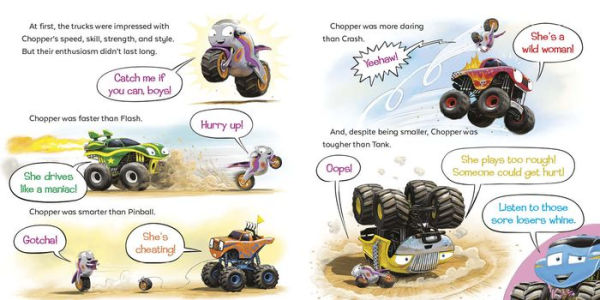 At first, the trucks were impressed with
Chopper's speed, skill, strength, and style.
But their enthusiasm didn't last long.
Catch me if
you can, boys!
Chopper was faster than Flash.
Hurry up!
She drives
like a maniac!
Chopper was smarter than Pinball.
Gotcha!
She's
cheating!
Chopper was more daring
than Crash.
Yeehaw!
She's a
wild woman!
And, despite being smaller, Chopper was
tougher than Tank.
Oops!
She plays too rough!
Someone could get hurt!
Listen to those
sore losers whine.